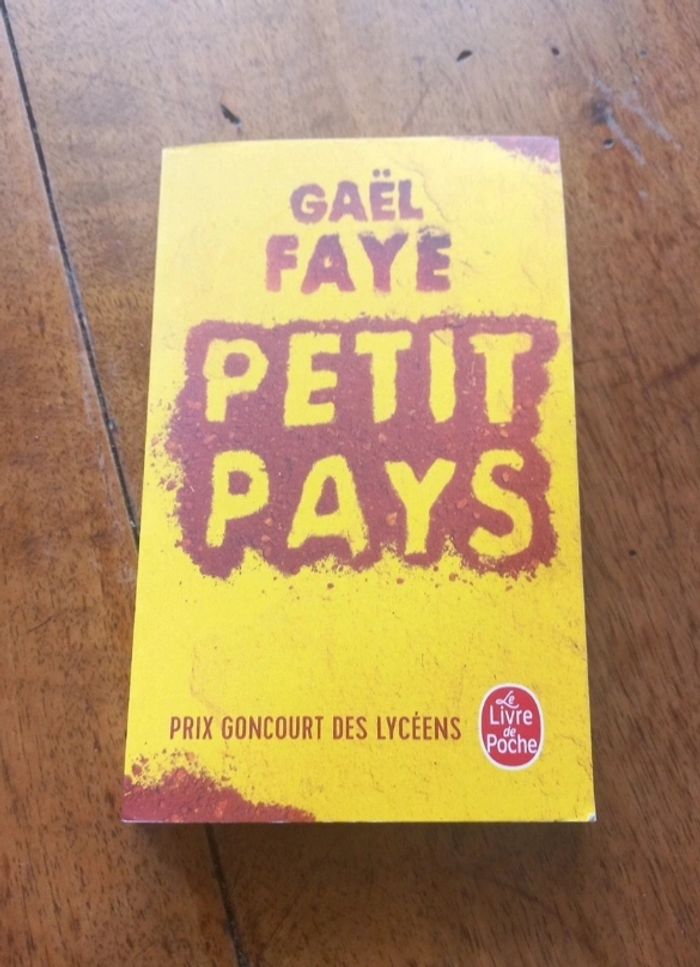 GAËL
FAYE
PETIT
PAYS
PRIX GONCOURT DES LYCÉENS
Le
Livre
de
Poche